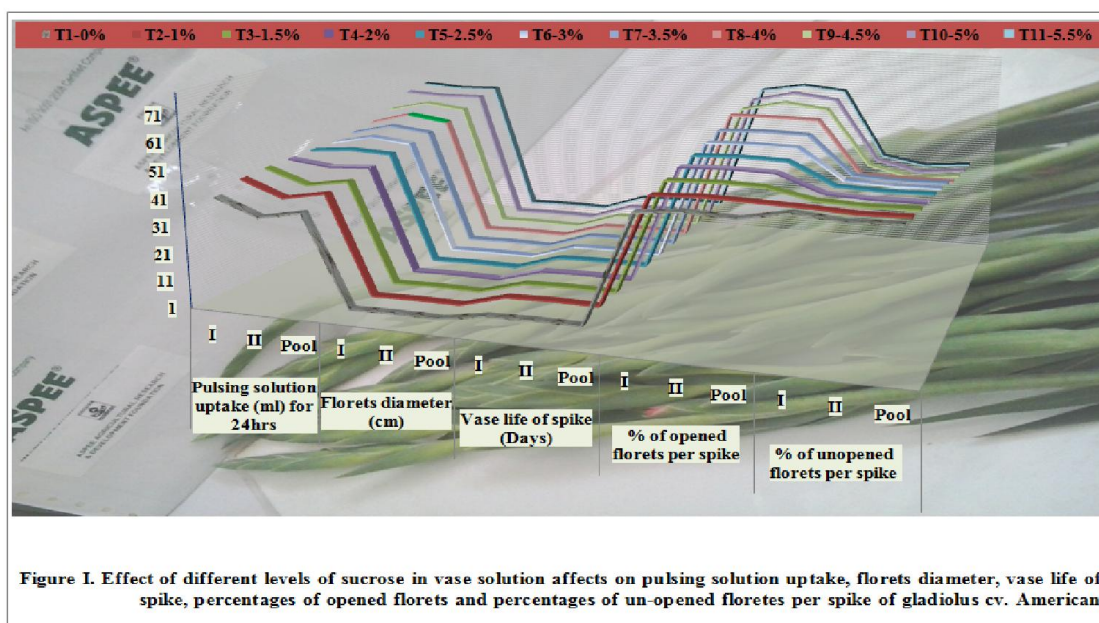 T1-0% T2-1% T3-1.5% T4-2% T5-2.5% T6-3% T7-3.5% T8-4% T9-4.5% T10-5% T11-5.5%
ASPEE®
71
61
51
41
31
21
11
1
I II Pool I II Pool I II Pool I II Pool I II Pool
Pulsing solution
uptake (ml) for
24hrs
Florets diameter
(cm)
Vase life of spike
(Days)
% of opened
florets per spike
% of unopened
florets per spike
ASPEE
ASPEE AGRICULTURAL RESEARCH
& DEVELOPMENT FOUNDATION
Figure I. Effect of different levels of sucrose in vase solution affects on pulsing solution uptake, florets diameter, vase life of
spike, percentages of opened florets and percentages of un-opened floretes per spike of gladiolus cv. American